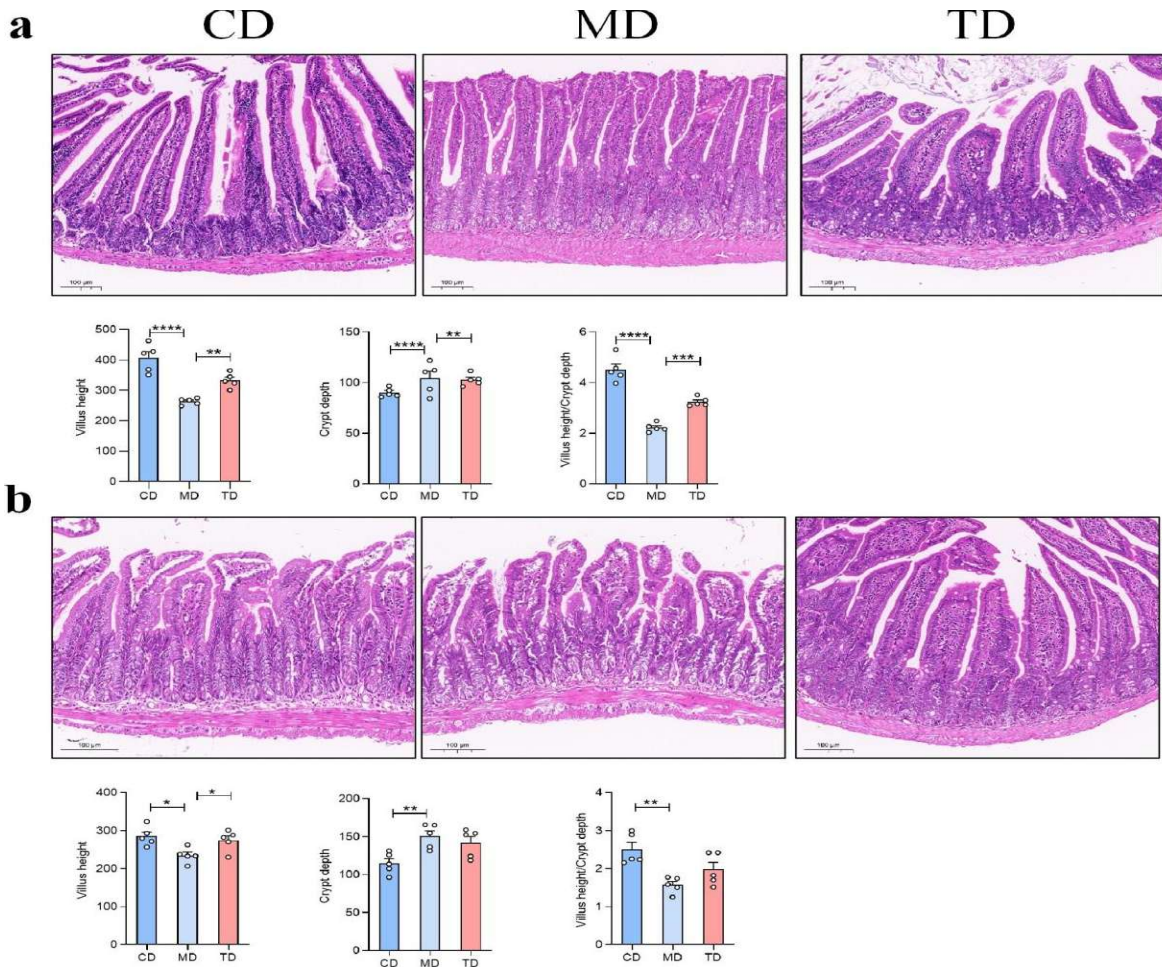 a
CD MD TD
100 μm 100 μm 100 μm
**** **
Villus height
500
400
300
200
100
0
CD MD TD
**** **
Crypt depth
150
100
50
0
CD MD TD
**** ***
Villus height/Crypt depth
6
4
2
0
CD MD TD
b
100 μm 100 μm 100 μm
* *
Villus height
400
300
200
100
0
CD MD TD
**
Crypt depth
200
150
100
50
0
CD MD TD
**
Villus height/Crypt depth
4
3
2
1
0
CD MD TD